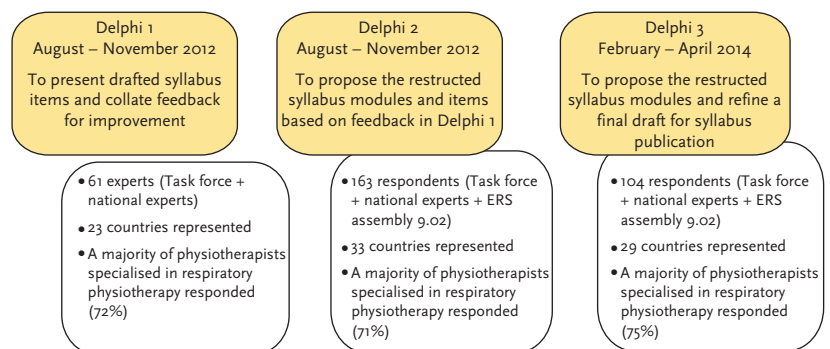 Delphi 1
August – November 2012
To present drafted syllabus
items and collate feedback
for improvement
• 61 experts (Task force +
national experts)
• 23 countries represented
• A majority of physiotherapists
specialised in respiratory
physiotherapy responded
(72%)
Delphi 2
August – November 2012
To propose the restructed
syllabus modules and items
based on feedback in Delphi 1
• 163 respondents (Task force
+ national experts + ERS
assembly 9.02)
• 33 countries represented
• A majority of physiotherapists
specialised in respiratory
physiotherapy responded
(71%)
Delphi 3
February – April 2014
To propose the restructed
syllabus modules and refine a
final draft for syllabus
publication
• 104 respondents (Task force
+ national experts + ERS
assembly 9.02)
• 29 countries represented
• A majority of physiotherapists
specialised in respiratory
physiotherapy responded
(75%)